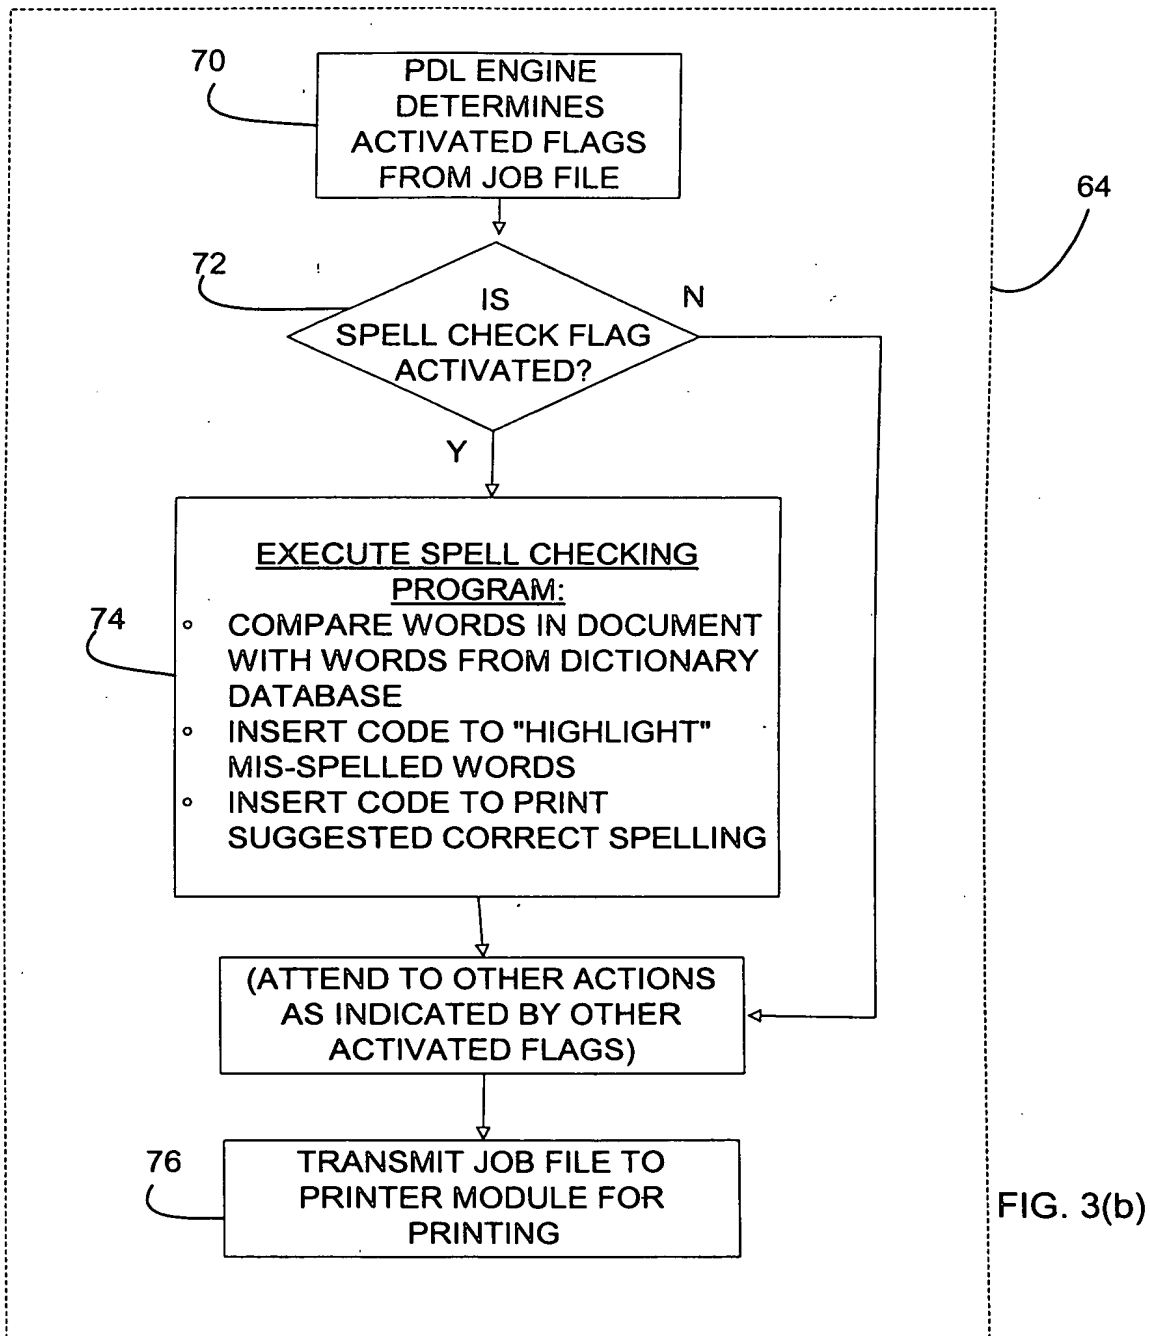 70
PDL ENGINE
DETERMINES
ACTIVATED FLAGS
FROM JOB FILE
64
72
IS
SPELL CHECK FLAG
ACTIVATED?
N
Y
74
EXECUTE SPELL CHECKING
PROGRAM:
° COMPARE WORDS IN DOCUMENT
WITH WORDS FROM DICTIONARY
DATABASE
° INSERT CODE TO "HIGHLIGHT"
MIS-SPELLED WORDS
° INSERT CODE TO PRINT
SUGGESTED CORRECT SPELLING
(ATTEND TO OTHER ACTIONS
AS INDICATED BY OTHER
ACTIVATED FLAGS)
76
TRANSMIT JOB FILE TO
PRINTER MODULE FOR
PRINTING
FIG. 3(b)